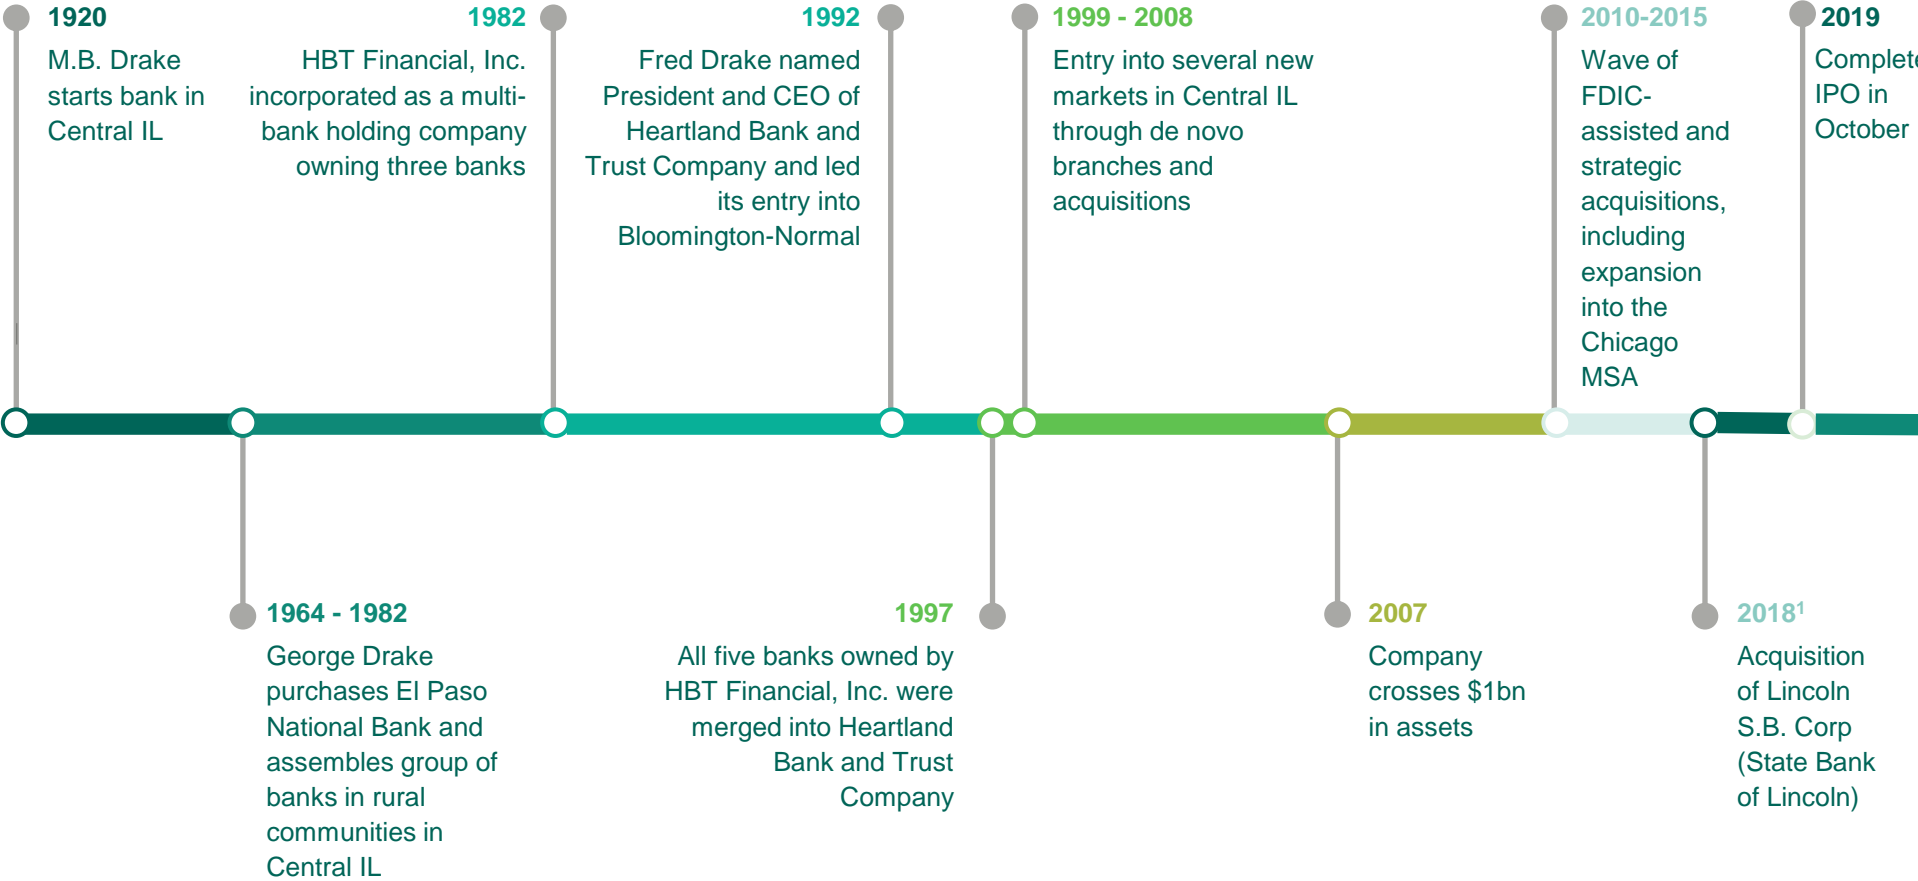 1920
M.B. Drake
starts bank in
Central IL
1982
HBT Financial, Inc.
incorporated as a multi-
bank holding company
owning three banks
1992
Fred Drake named
President and CEO of
Heartland Bank and
Trust Company and led
its entry into
Bloomington-Normal
1999 - 2008
Entry into several new
markets in Central IL
through de novo
branches and
acquisitions
2010-2015
Wave of
FDIC-
assisted and
strategic
acquisitions,
including
expansion
into the
Chicago
MSA
2019
Complete
IPO in
October
1964 - 1982
George Drake
purchases El Paso
National Bank and
assembles group of
banks in rural
communities in
Central IL
1997
All five banks owned by
HBT Financial, Inc. were
merged into Heartland
Bank and Trust
Company
2007
Company
crosses $1bn
in assets
2018¹
Acquisition
of Lincoln
S.B. Corp
(State Bank
of Lincoln)